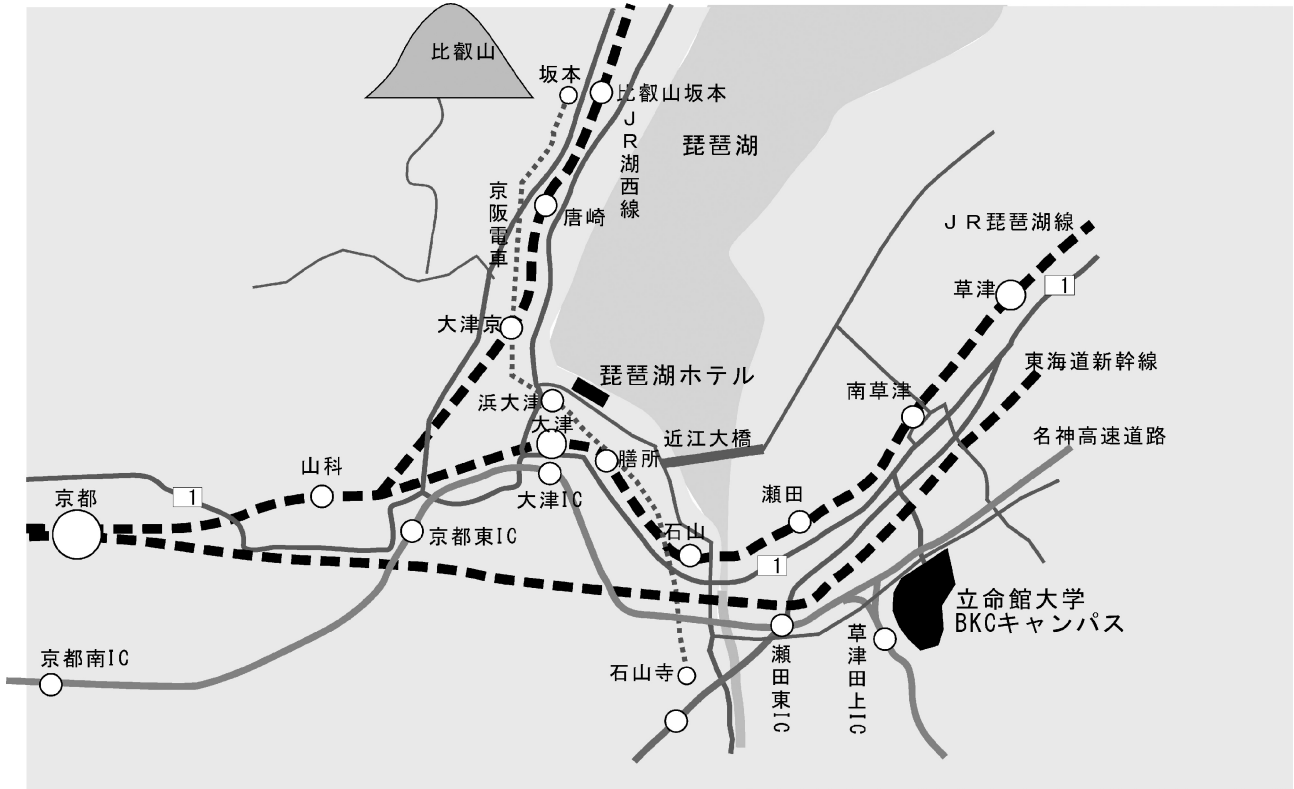 比叡山
坂本
比叡山坂本
JR湖西線
琵琶湖
京阪電車
唐崎
JR琵琶湖線
草津
1
大津京
東海道新幹線
琵琶湖ホテル
南草津
浜大津
大津
近江大橋
名神高速道路
膳所
山科
大津IC
瀬田
1
京都
石山
京都東IC
1
立命館大学
BKCキャンパス
京都南IC
石山寺
瀬田東IC
草津田上IC